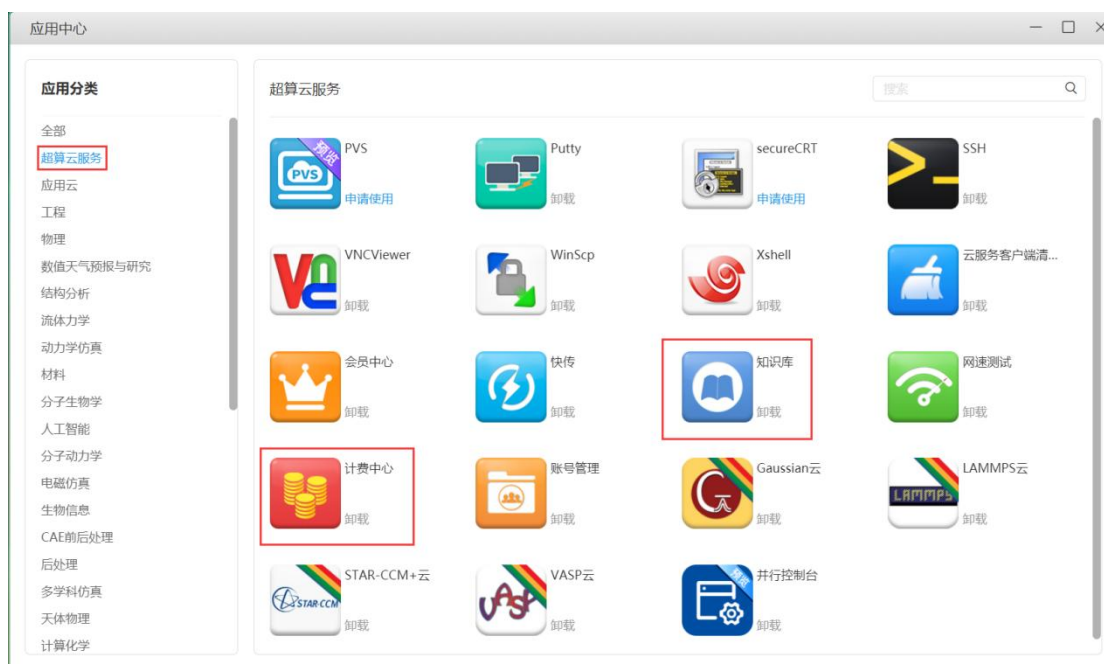 应用中心
应用分类
全部
超算云服务
应用云
工程
物理
数值天气预报与研究
结构分析
流体力学
动力学仿真
材料
分子生物学
人工智能
分子动力学
电磁仿真
生物信息
CAE前后处理
后处理
多学科仿真
天体物理
计算化学
超算云服务
搜索
预览
PVS
PVS
申请使用
Putty
卸载
secureCRT
申请使用
SSH
卸载
VNCViewer
卸载
WinScp
卸载
Xshell
卸载
云服务客户端清...
卸载
会员中心
卸载
快传
卸载
知识库
卸载
网速测试
卸载
计费中心
卸载
账号管理
卸载
Gaussian云
卸载
LAMMPS
LAMMPS云
卸载
STAR-CCM
STAR-CCM+云
卸载
VASP
VASP云
卸载
预览
并行控制台
卸载